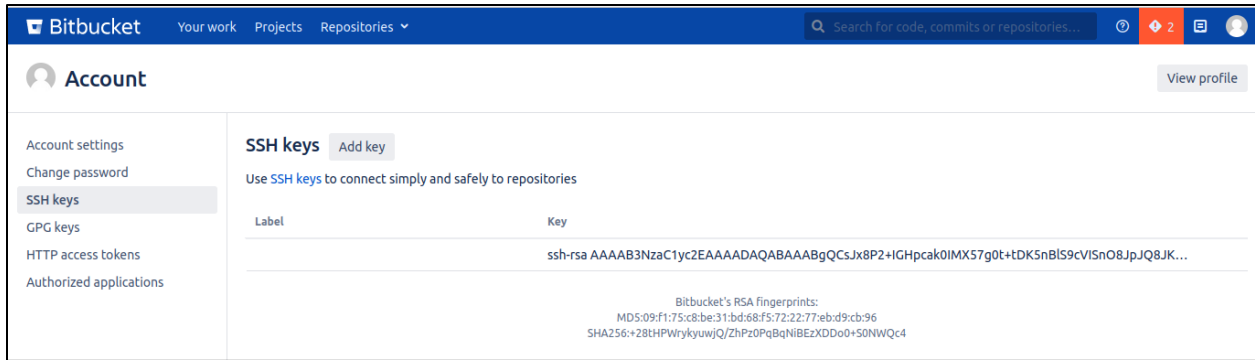 Bitbucket Your work Projects Repositories Search for code, commits or repositories... 2
Account View profile
Account settings
Change password
SSH keys
GPG keys
HTTP access tokens
Authorized applications
SSH keys Add key
Use SSH keys to connect simply and safely to repositories
Label Key
ssh-rsa AAAAB3NzaC1yc2EAAAADAQABAAABgQCsJx8P2+IGHpcak0IMX57g0t+tDK5nBlS9cVISnO8JpJQ8JK...
Bitbucket's RSA fingerprints:
MD5:09:f1:75:c8:be:31:bd:68:f5:72:22:77:eb:d9:cb:96
SHA256:+28tHPWrykyuwjQ/ZhPz0PqBqNiBEzXDDo0+S0NWQc4